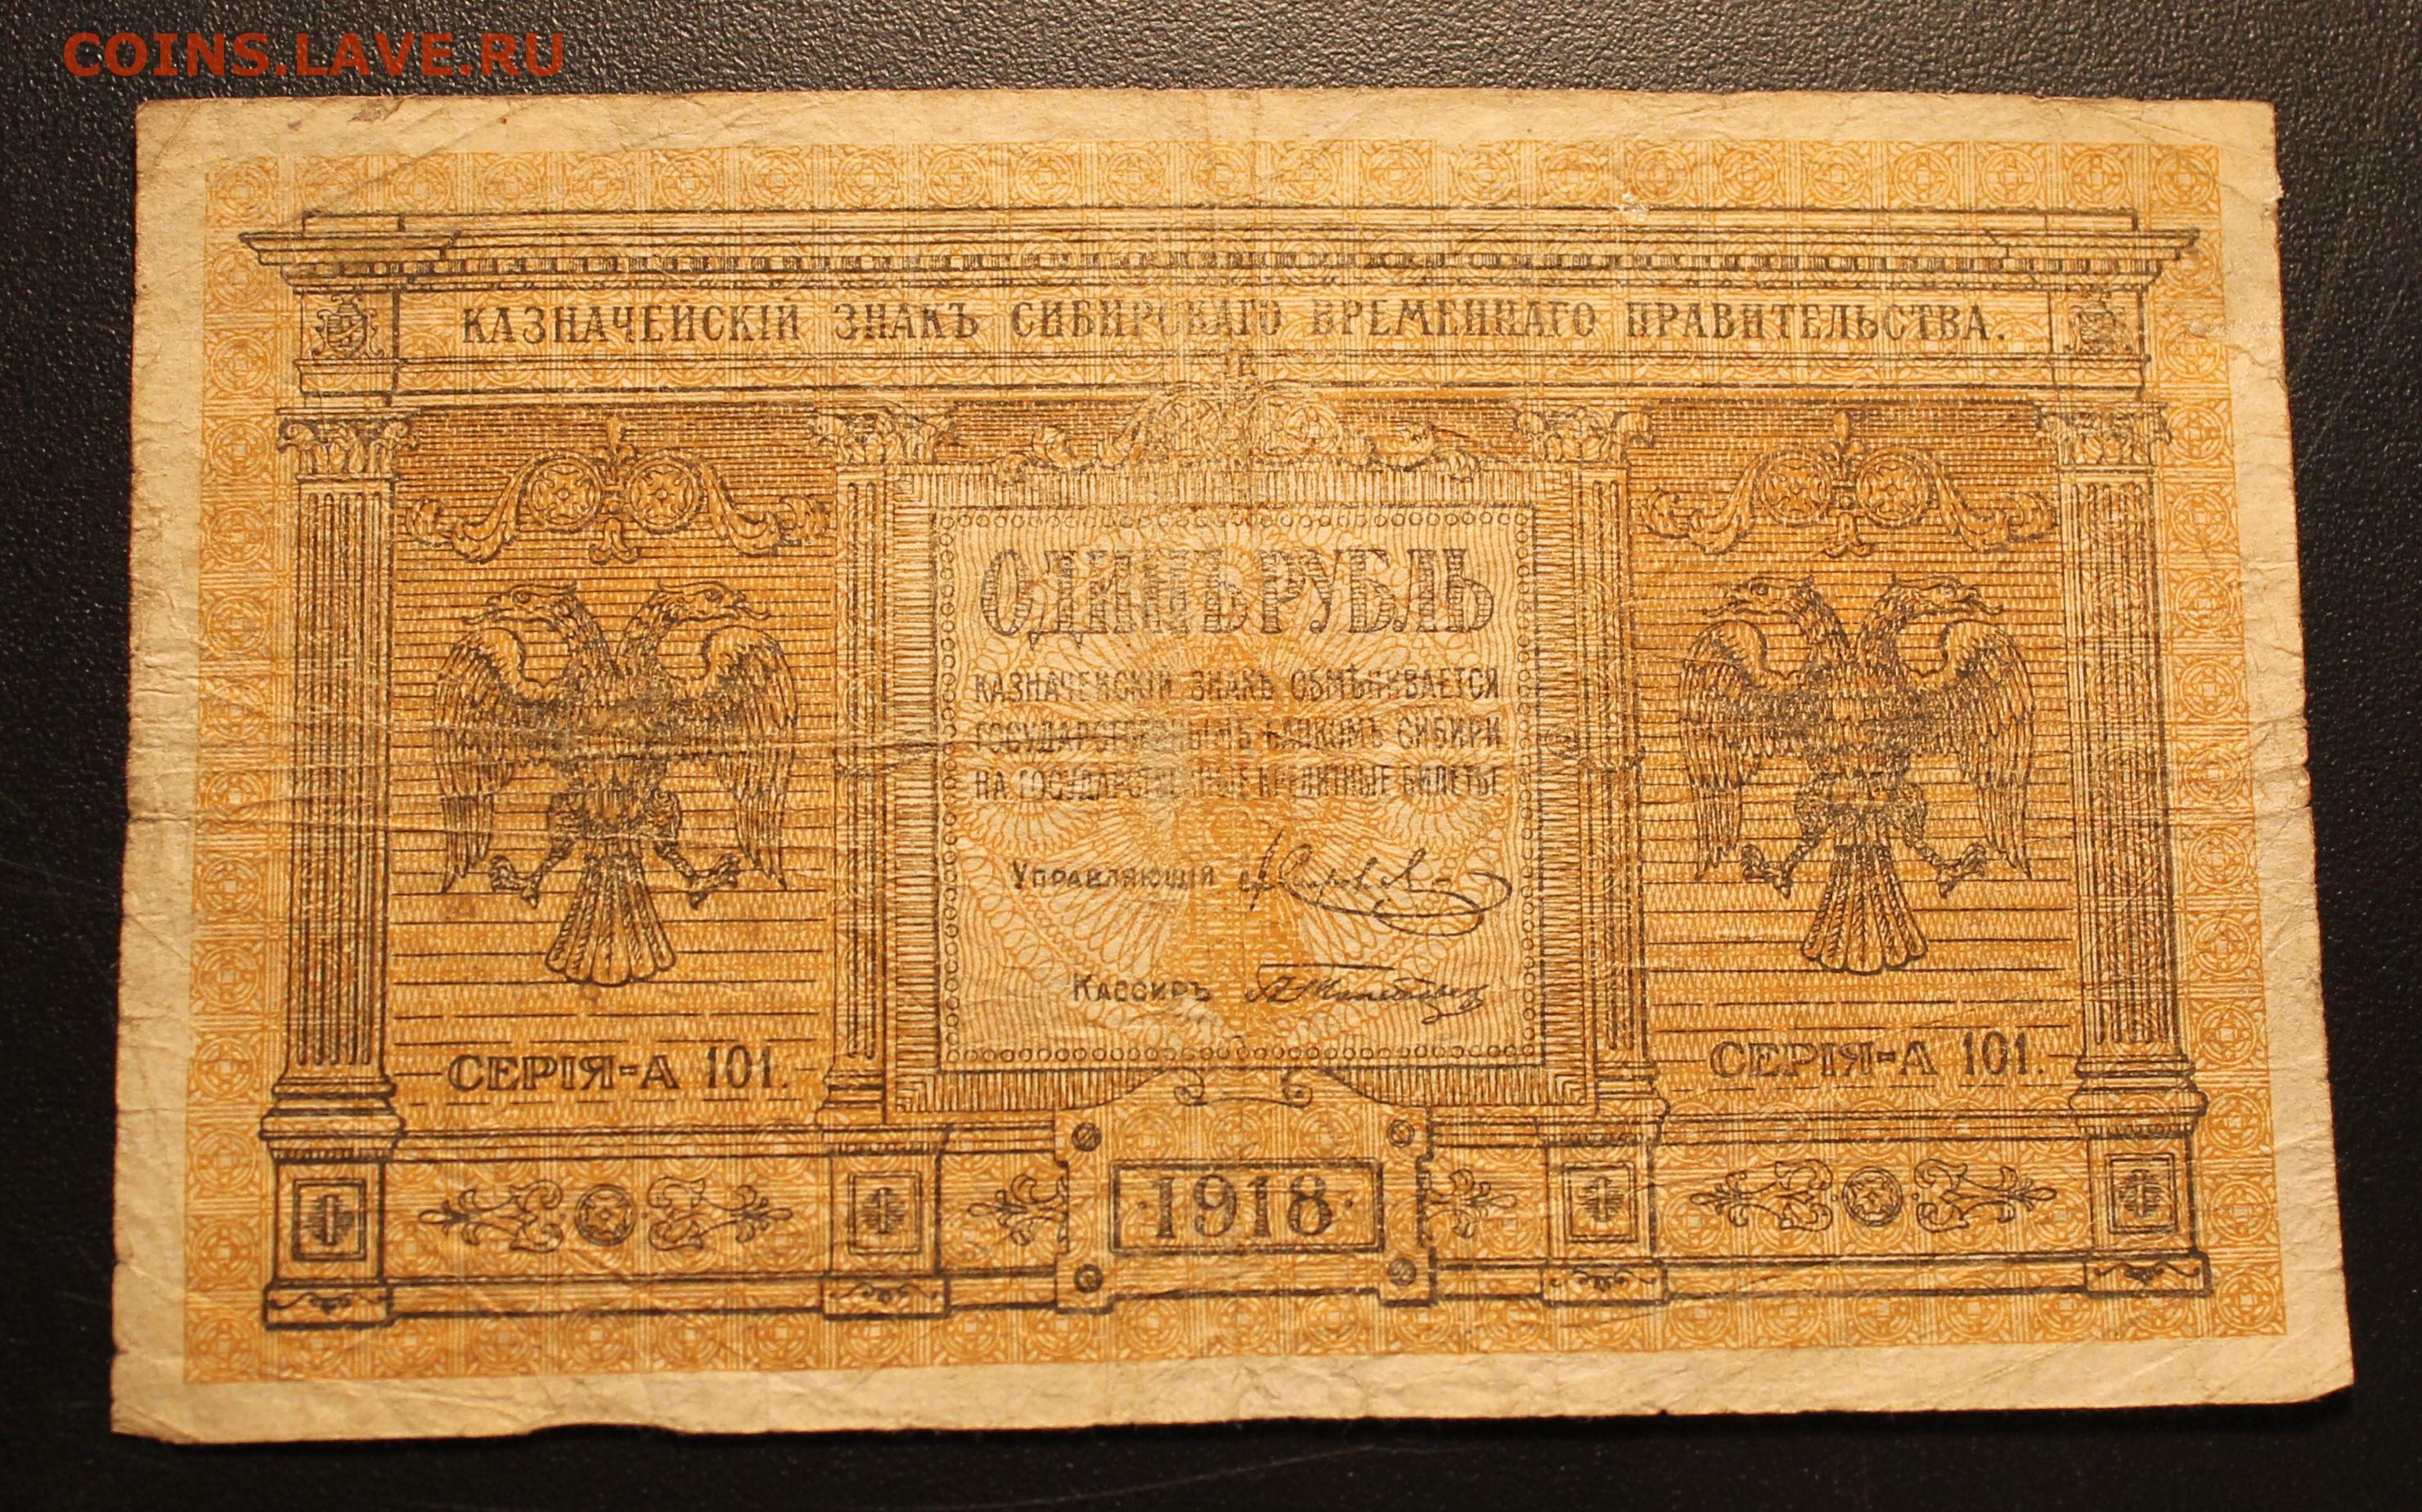 COINS.LAVE.RU
КАЗНАЧЕЙСКІЙ ЗНАКЪ СИБИРСКАГО ВРЕМЕННАГО ПРАВИТЕЛЬСТВА.
ОДИНЪ РУБЛЬ
КАЗНАЧЕЙСКІЙ ЗНАКЪ ОБМѢНИВАЕТСЯ
ГОСУДАРСТВЕННЫМЪ БАНКОМЪ СИБИРИ
НА ГОСУДАРСТВЕННЫЕ КРЕДИТНЫЕ БИЛЕТЫ.
УПРАВЛЯЮЩІЙ
КАССИРЪ
СЕРІЯ-А 101.
СЕРІЯ-А 101.
·1918·